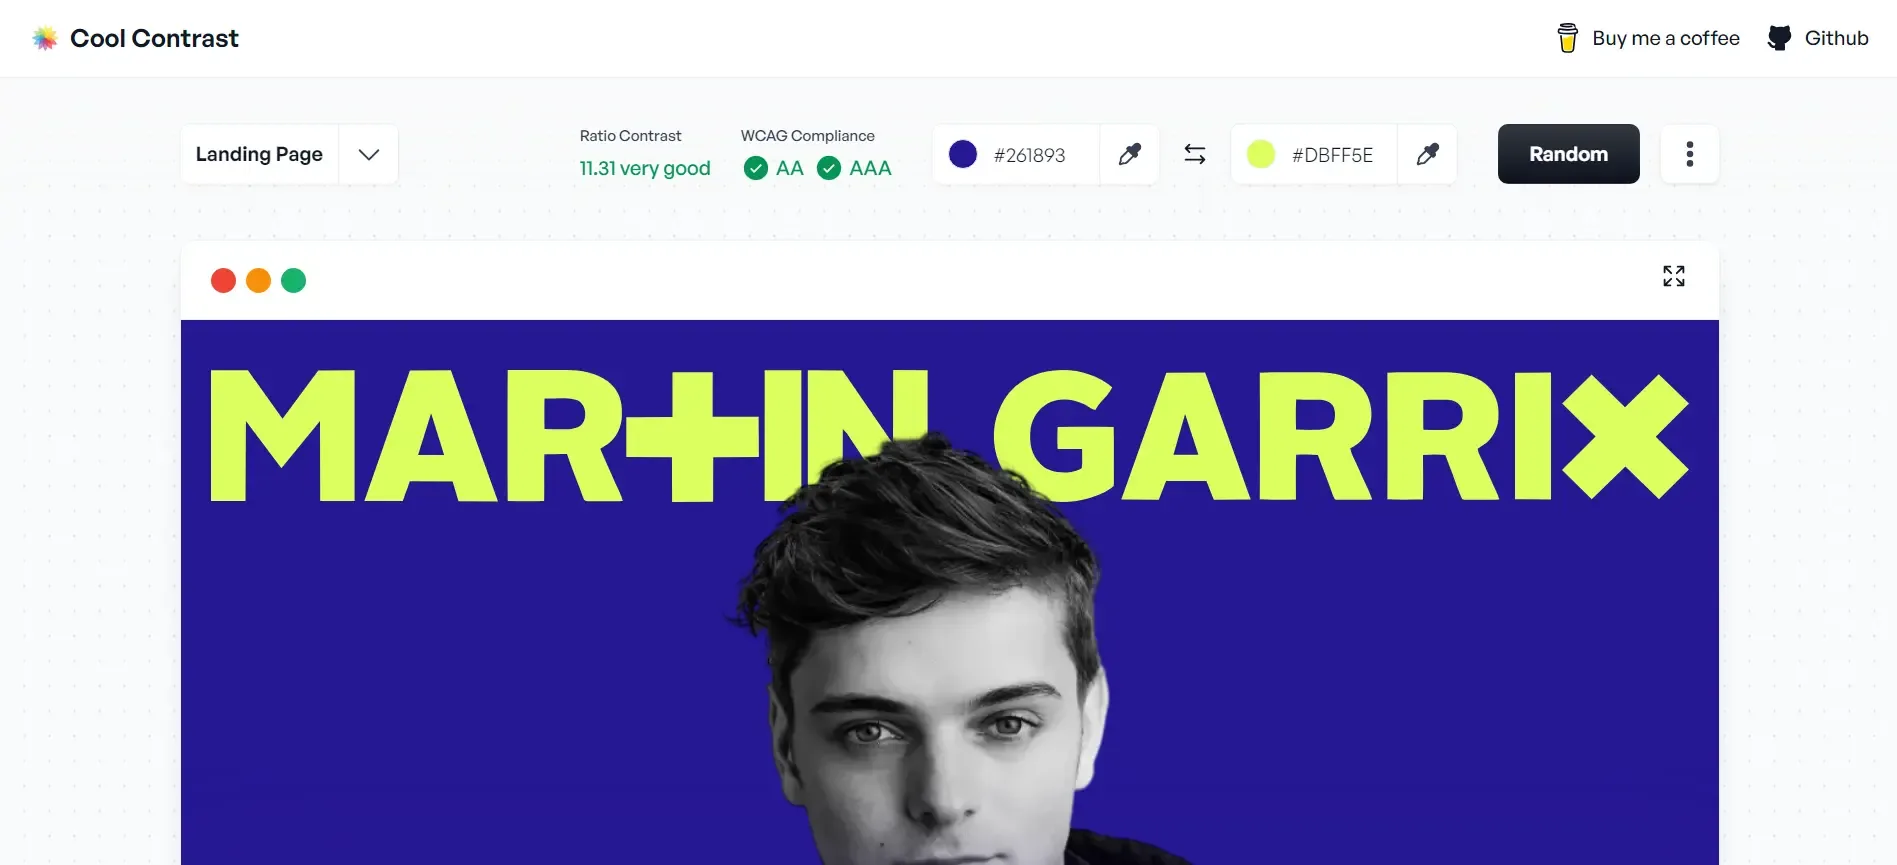 Cool Contrast
Buy me a coffee
Github
Landing Page
Ratio Contrast
11.31 very good
WCAG Compliance
AA AAA
#261893
#DBFF5E
Random
MARTIN GARRIX